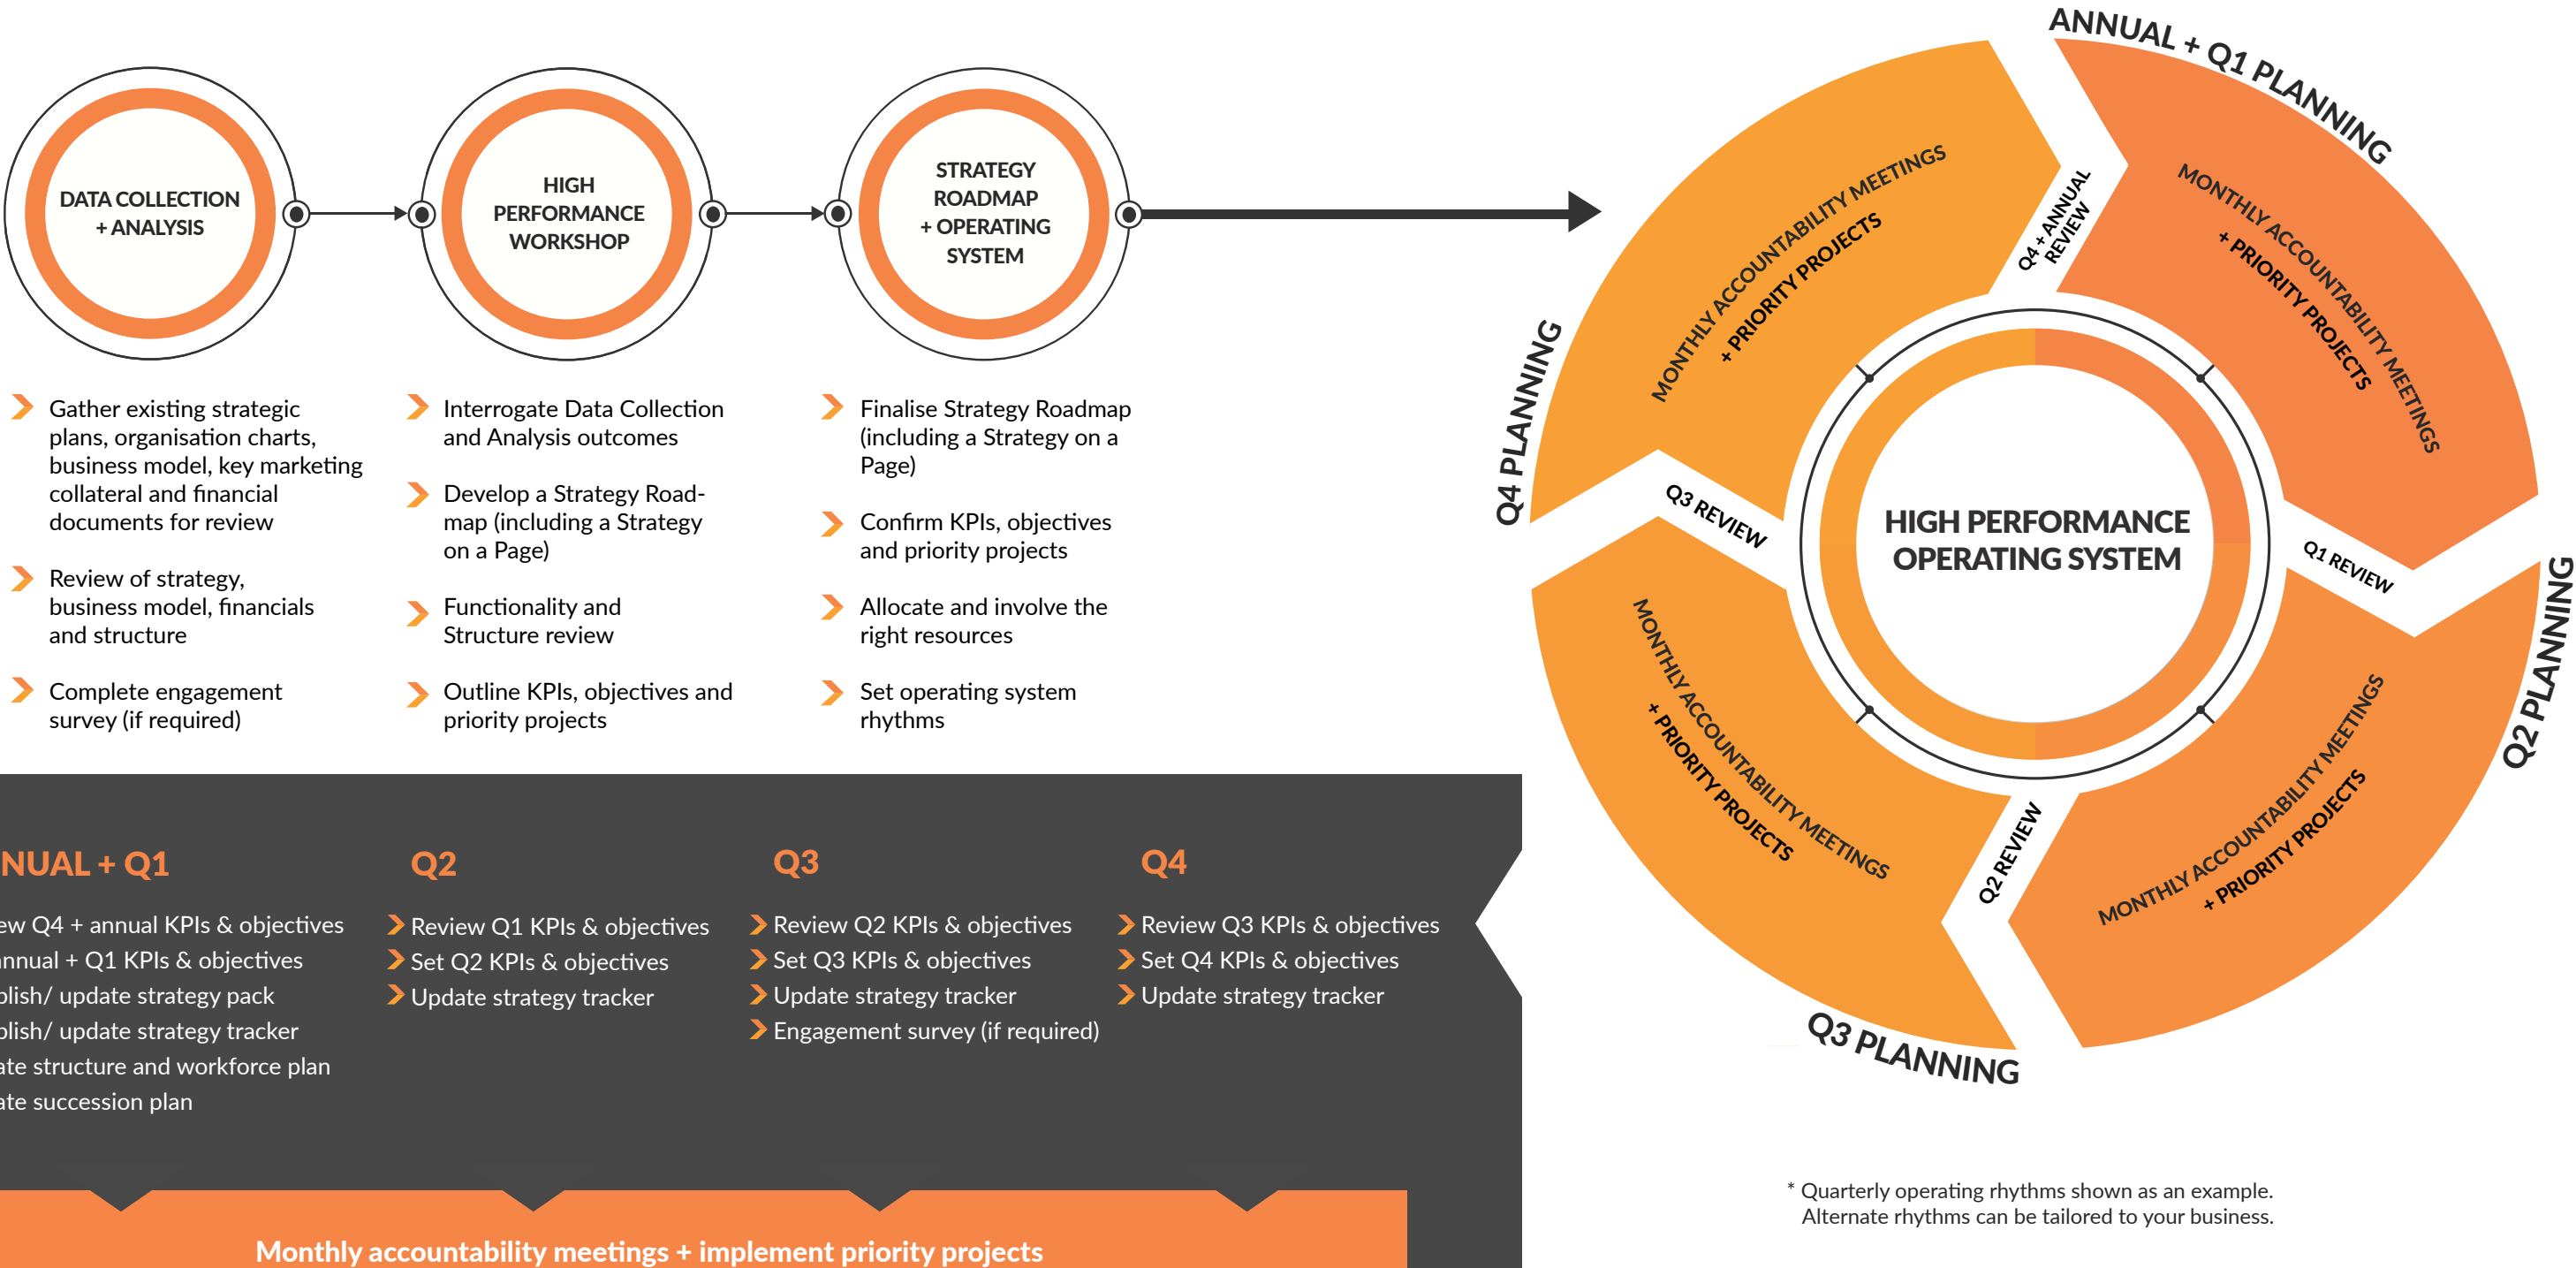 DATA COLLECTION
+ ANALYSIS
HIGH
PERFORMANCE
WORKSHOP
STRATEGY
ROADMAP
+ OPERATING
SYSTEM
Gather existing strategic
plans, organisation charts,
business model, key marketing
collateral and financial
documents for review
Review of strategy,
business model, financials
and structure
Complete engagement
survey (if required)
Interrogate Data Collection
and Analysis outcomes
Develop a Strategy Road-
map (including a Strategy
on a Page)
Functionality and
Structure review
Outline KPIs, objectives and
priority projects
Finalise Strategy Roadmap
(including a Strategy on a
Page)
Confirm KPIs, objectives
and priority projects
Allocate and involve the
right resources
Set operating system
rhythms
ANNUAL + Q1 PLANNING
MONTHLY ACCOUNTABILITY MEETINGS
+ PRIORITY PROJECTS
Q1 REVIEW
Q2 PLANNING
MONTHLY ACCOUNTABILITY MEETINGS
+ PRIORITY PROJECTS
Q2 REVIEW
Q3 PLANNING
MONTHLY ACCOUNTABILITY MEETINGS
+ PRIORITY PROJECTS
Q3 REVIEW
Q4 PLANNING
MONTHLY ACCOUNTABILITY MEETINGS
+ PRIORITY PROJECTS
Q4 + ANNUAL
REVIEW
HIGH PERFORMANCE
OPERATING SYSTEM
NUAL + Q1
ew Q4 + annual KPIs & objectives
nnual + Q1 KPIs & objectives
blish/ update strategy pack
blish/ update strategy tracker
ate structure and workforce plan
ate succession plan
Q2
Review Q1 KPIs & objectives
Set Q2 KPIs & objectives
Update strategy tracker
Q3
Review Q2 KPIs & objectives
Set Q3 KPIs & objectives
Update strategy tracker
Engagement survey (if required)
Q4
Review Q3 KPIs & objectives
Set Q4 KPIs & objectives
Update strategy tracker
Monthly accountability meetings + implement priority projects
* Quarterly operating rhythms shown as an example.
Alternate rhythms can be tailored to your business.